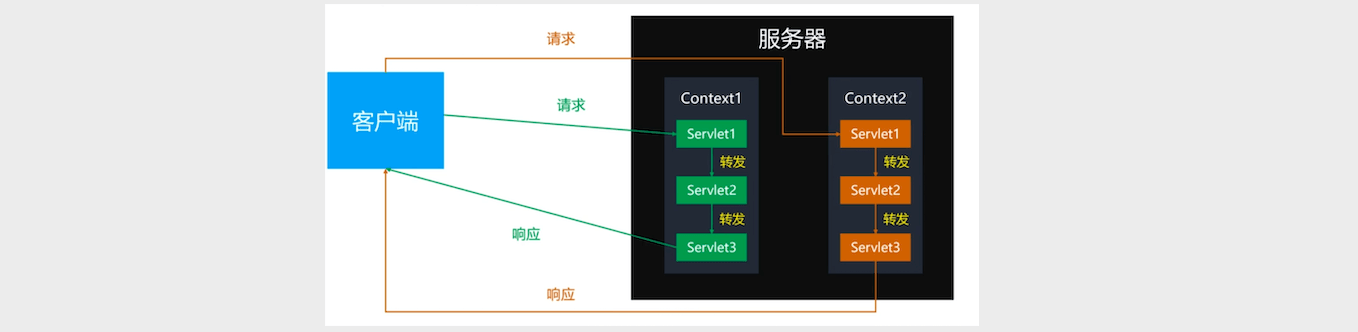 请求
服务器
客户端
请求
Context1
Context2
Servlet1
Servlet1
转发
转发
Servlet2
Servlet2
转发
转发
响应
Servlet3
Servlet3
响应